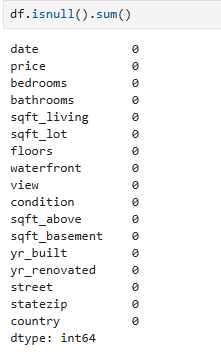 df.isnull().sum()
date 0
price 0
bedrooms 0
bathrooms 0
sqft_living 0
sqft_lot 0
floors 0
waterfront 0
view 0
condition 0
sqft_above 0
sqft_basement 0
yr_built 0
yr_renovated 0
street 0
statezip 0
country 0
dtype: int64